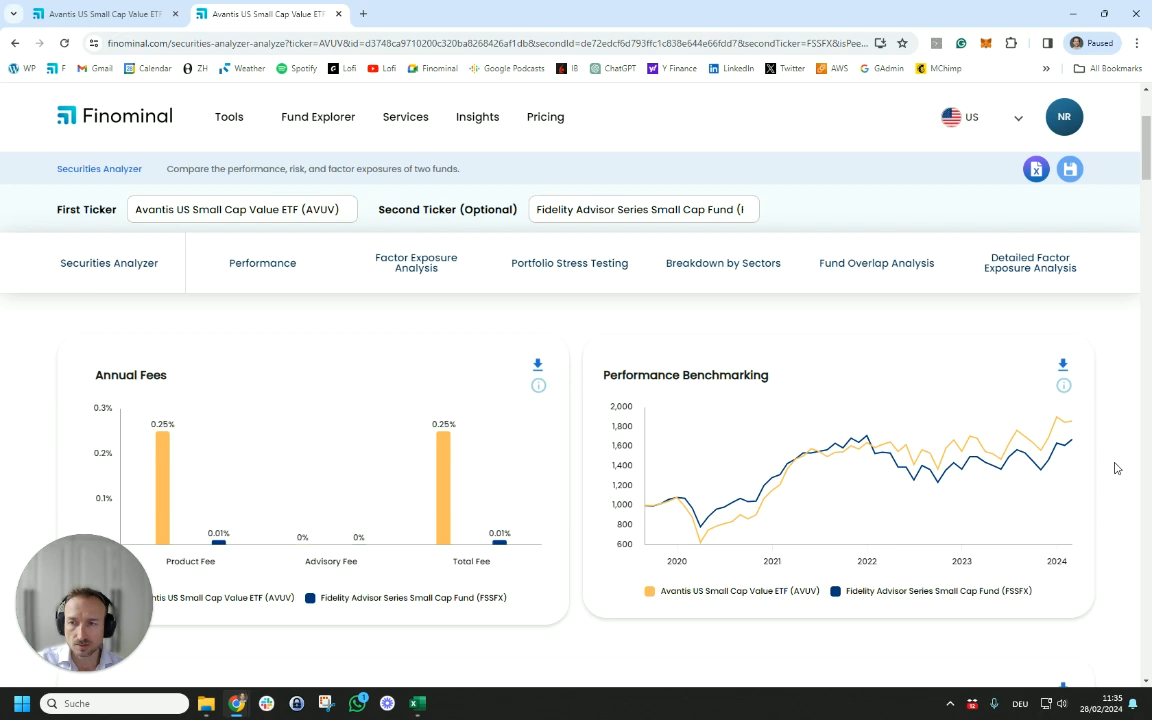 Avantis US Small Cap Value ETF
Avantis US Small Cap Value ETF
finominal.com/securities-analyzer-analyze?ticker=AVUV&id=d3748ca9710200c320ba8268426af1db&secondId=de72edcf6d793ffc1c838e644e66fdd7&secondTicker=FSSFX&isPee...
Paused
WP
F
Gmail
Calendar
ZH
Weather
Spotify
Lofi
Lofi
Finominal
Google Podcasts
IB
ChatGPT
Y Finance
LinkedIn
Twitter
AWS
GAdmin
MChimp
»
All Bookmarks
Finominal
Tools
Fund Explorer
Services
Insights
Pricing
US
NR
Securities Analyzer
Compare the performance, risk, and factor exposures of two funds.
First Ticker
Avantis US Small Cap Value ETF (AVUV)
Second Ticker (Optional)
Fidelity Advisor Series Small Cap Fund (I
Securities Analyzer
Performance
Factor Exposure
Analysis
Portfolio Stress Testing
Breakdown by Sectors
Fund Overlap Analysis
Detailed Factor
Exposure Analysis
Annual Fees
0.3%
0.2%
0.1%
0.25%
0.01%
0%
0%
0.25%
0.01%
Product Fee
Advisory Fee
Total Fee
ntis US Small Cap Value ETF (AVUV)
Fidelity Advisor Series Small Cap Fund (FSSFX)
Performance Benchmarking
2,000
1,800
1,600
1,400
1,200
1,000
800
600
2020
2021
2022
2023
2024
Avantis US Small Cap Value ETF (AVUV)
Fidelity Advisor Series Small Cap Fund (FSSFX)
Suche
1
DEU
11:35
28/02/2024